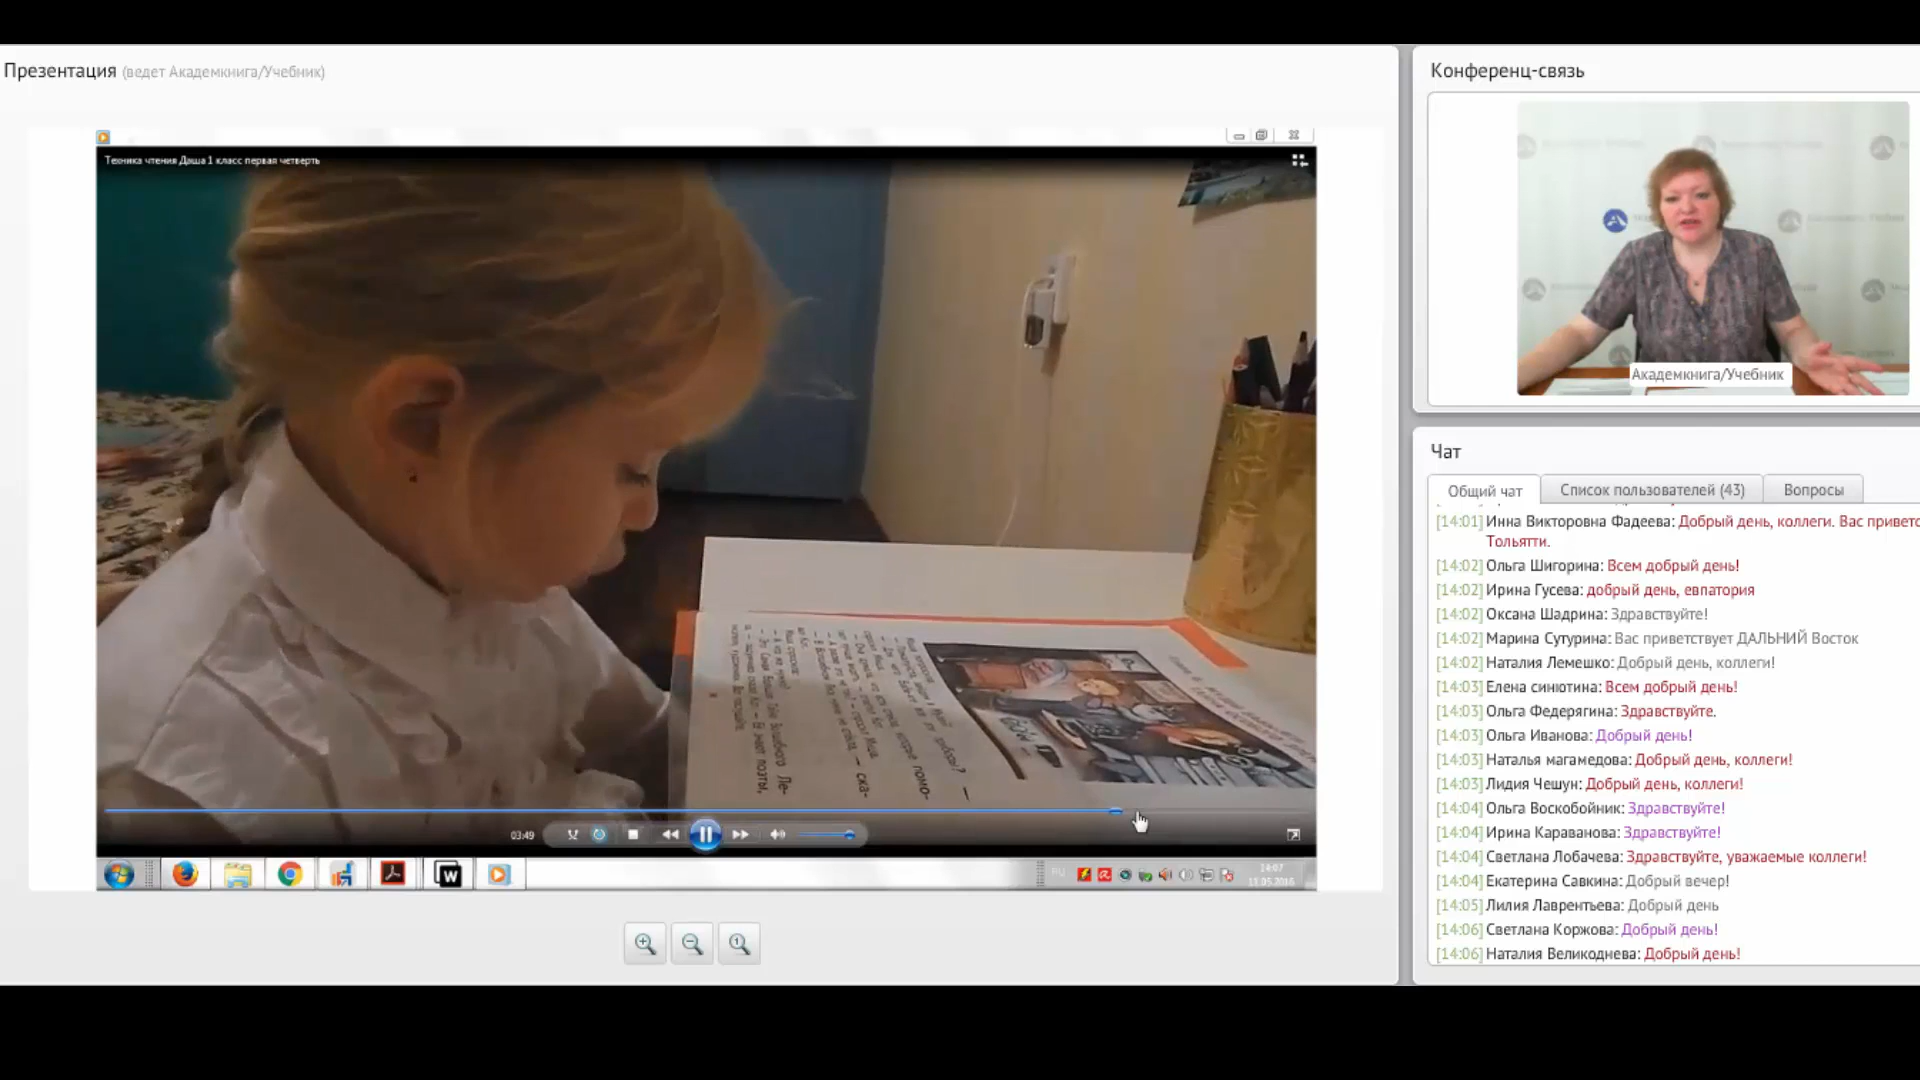 Презентация (ведет Академкнига/Учебник)
Техника чтения Даша 1 класс первая четверть
03:49
RU
14:07
11.05.2016
Конференц-связь
Академкнига/Учебник
Чат
Общий чат
Список пользователей (43)
Вопросы
[14:01] Инна Викторовна Фадеева: Добрый день, коллеги. Вас приветс
Тольятти.
[14:02] Ольга Шигорина: Всем добрый день!
[14:02] Ирина Гусева: добрый день, евпатория
[14:02] Оксана Шадрина: Здравствуйте!
[14:02] Марина Сутурина: Вас приветствует ДАЛЬНИЙ Восток
[14:02] Наталия Лемешко: Добрый день, коллеги!
[14:03] Елена синютина: Всем добрый день!
[14:03] Ольга Федерягина: Здравствуйте.
[14:03] Ольга Иванова: Добрый день!
[14:03] Наталья магамедова: Добрый день, коллеги!
[14:03] Лидия Чешун: Добрый день, коллеги!
[14:04] Ольга Воскобойник: Здравствуйте!
[14:04] Ирина Караванова: Здравствуйте!
[14:04] Светлана Лобачева: Здравствуйте, уважаемые коллеги!
[14:04] Екатерина Савкина: Добрый вечер!
[14:05] Лилия Лаврентьева: Добрый день
[14:06] Светлана Коржова: Добрый день!
[14:06] Наталия Великоднева: Добрый день!